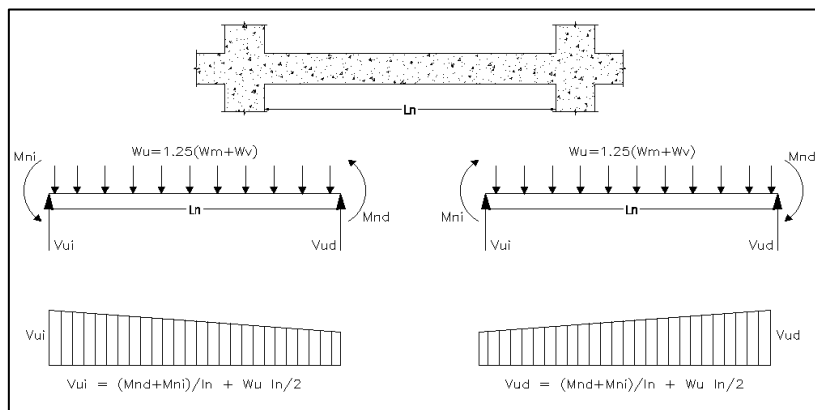 Ln
Mni
Wu=1.25(Wm+Wv)
Ln
Mnd
Vui
Vud
Wu=1.25(Wm+Wv)
Mnd
Mni
Ln
Vui
Vud
Vui
Vui = (Mnd+Mni)/ln + Wu ln/2
Vud
Vud = (Mnd+Mni)/ln + Wu ln/2